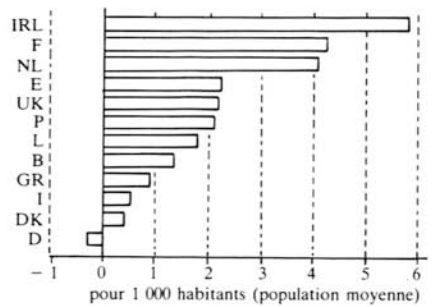 IRL
F
NL
E
UK
P
L
B
GR
I
DK
D
– 1 0 1 2 3 4 5 6
pour 1 000 habitants (population moyenne)